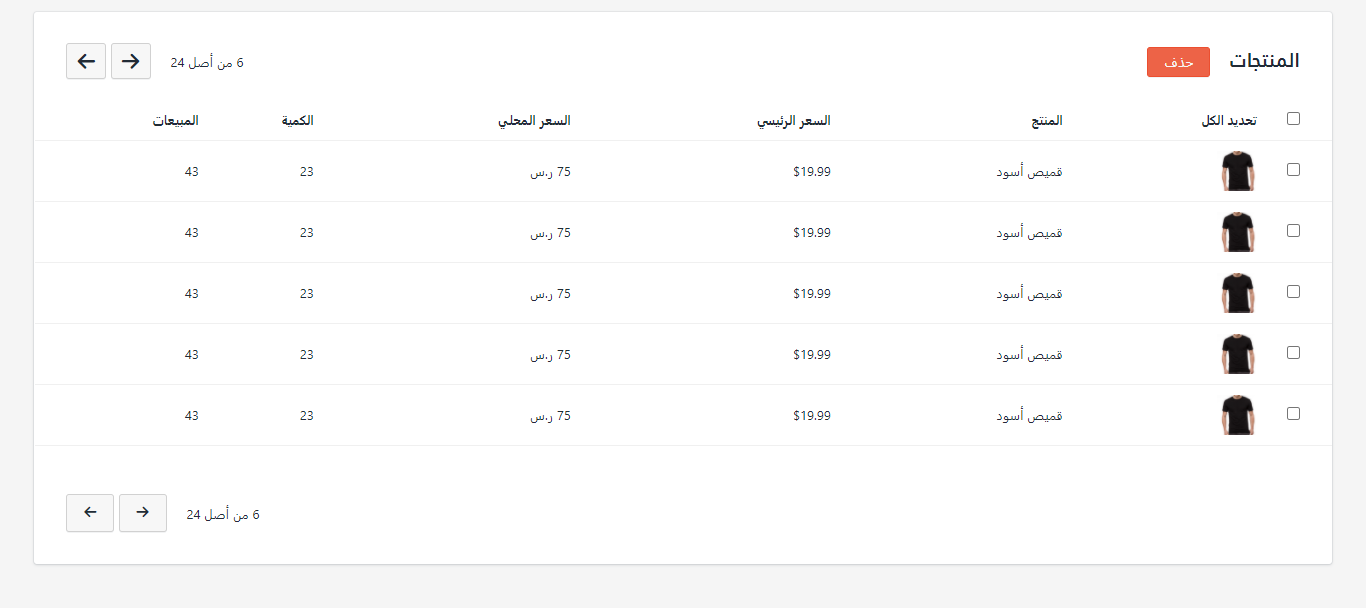 المنتجات حذف 6 من أصل 24
تحديد الكل المنتج السعر الرئيسي السعر المحلي الكمية المبيعات
قميص أسود $19.99 75 ر.س 23 43
قميص أسود $19.99 75 ر.س 23 43
قميص أسود $19.99 75 ر.س 23 43
قميص أسود $19.99 75 ر.س 23 43
قميص أسود $19.99 75 ر.س 23 43
6 من أصل 24